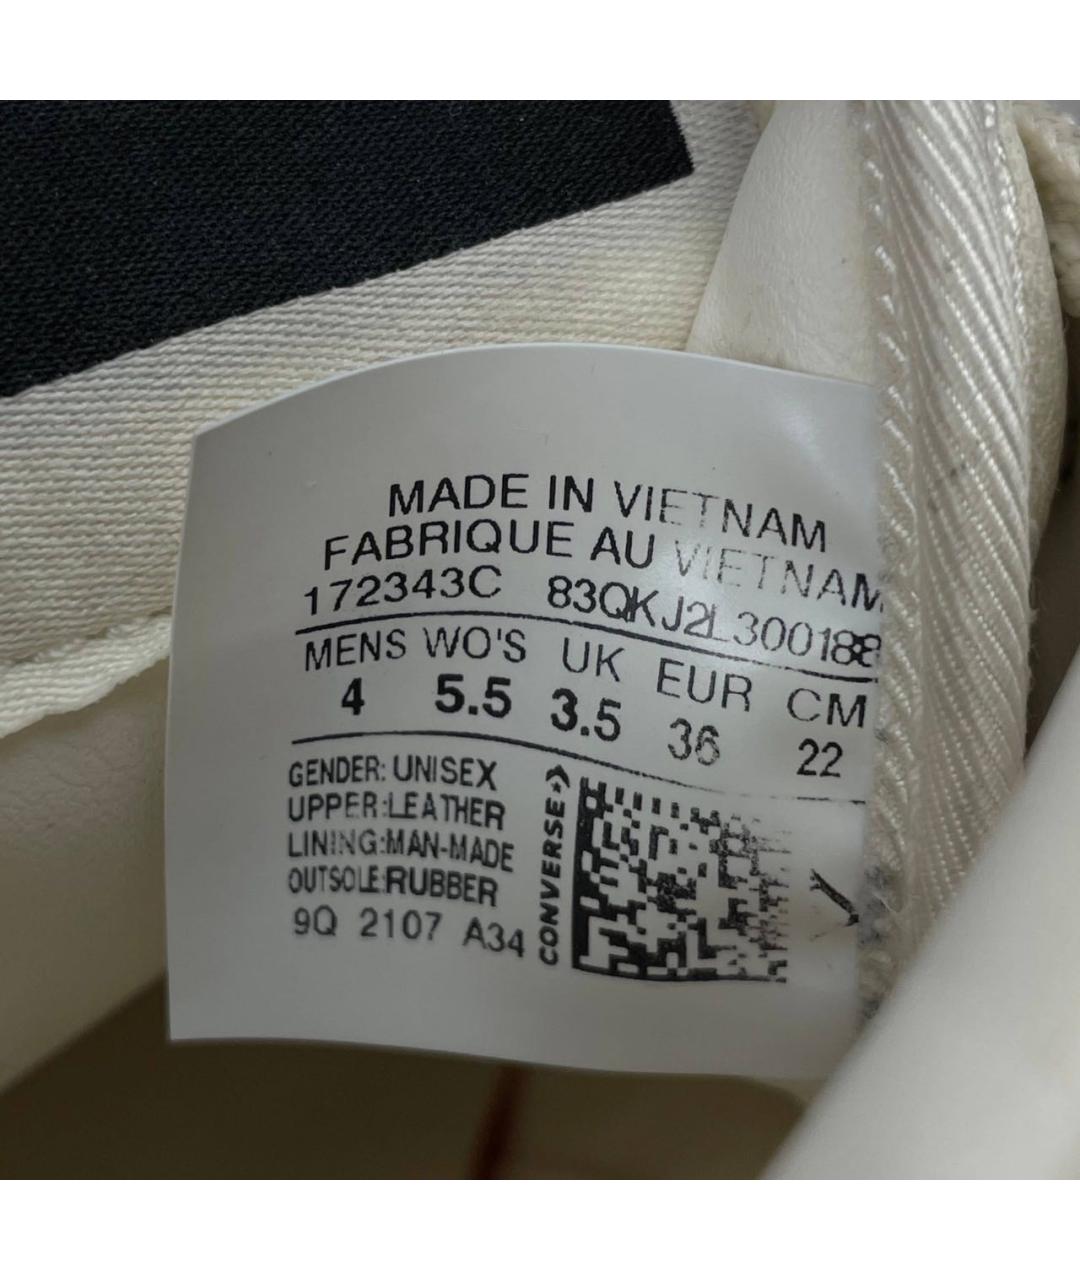 MADE IN VIETNAM
FABRIQUE AU VIETNAM
172343C
MENS WO'S UK EUR CM
4 5.5 3.5 36 22
GENDER: UNISEX
UPPER:LEATHER
LINING:MAN-MADE
OUTSOLE:RUBBER
9Q 2107 A34
CONVERSE